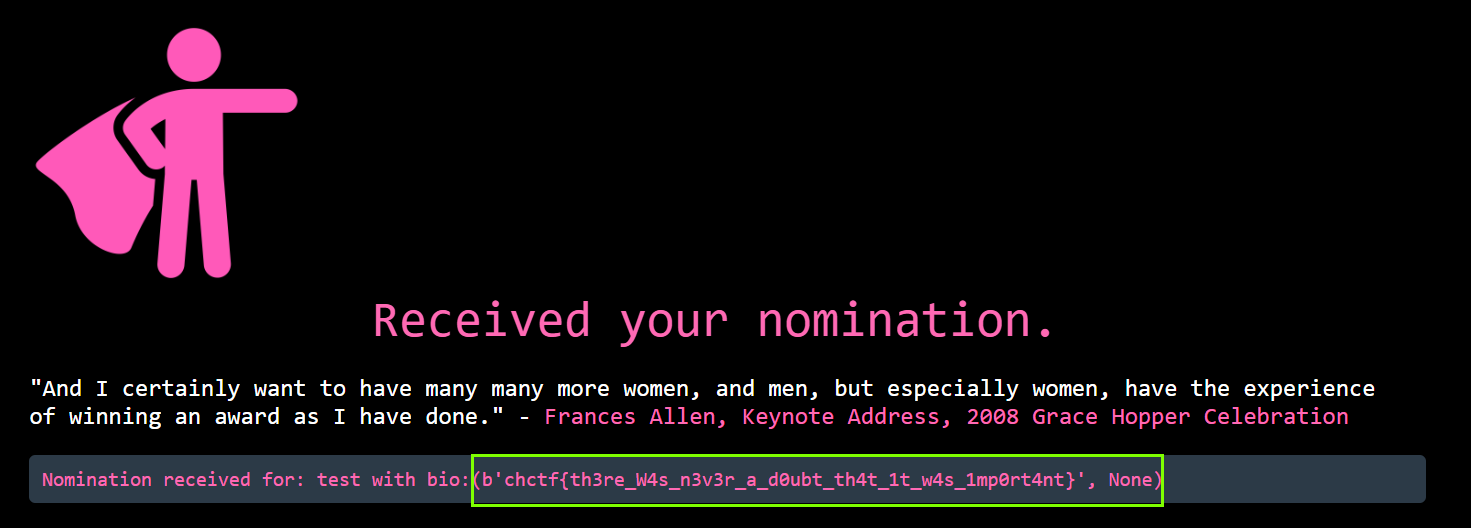 Received your nomination.
"And I certainly want to have many many more women, and men, but especially women, have the experience
of winning an award as I have done." - Frances Allen, Keynote Address, 2008 Grace Hopper Celebration
Nomination received for: test with bio:(b'chctf{th3re_W4s_n3v3r_a_d0ubt_th4t_1t_w4s_1mp0rt4nt}', None)